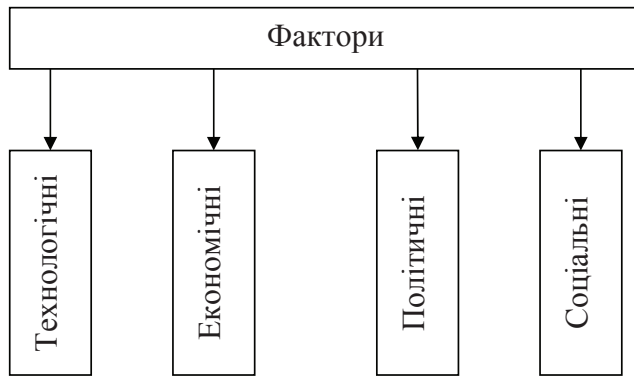 Фактори
Технологічні
Економічні
Політичні
Соціальні